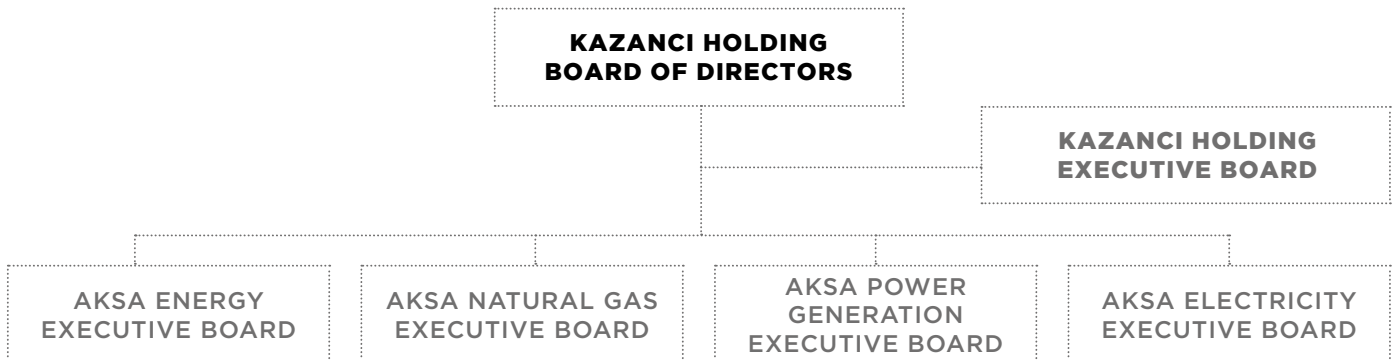 KAZANCI HOLDING
BOARD OF DIRECTORS
KAZANCI HOLDING
EXECUTIVE BOARD
AKSA ENERGY
EXECUTIVE BOARD
AKSA NATURAL GAS
EXECUTIVE BOARD
AKSA POWER
GENERATION
EXECUTIVE BOARD
AKSA ELECTRICITY
EXECUTIVE BOARD